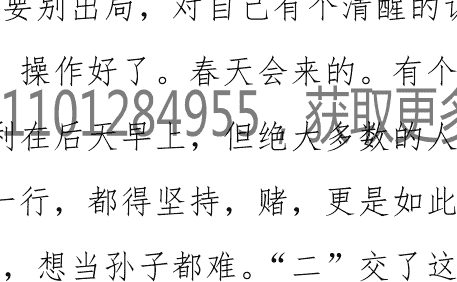 要别出局，对自己有个清醒的认
，操作好了。春天会来的。有个
1101284955，获取更多
利在后天早上，但绝大多数的人
一行，都得坚持，赌，更是如此
，想当孙子都难。“二”交了这